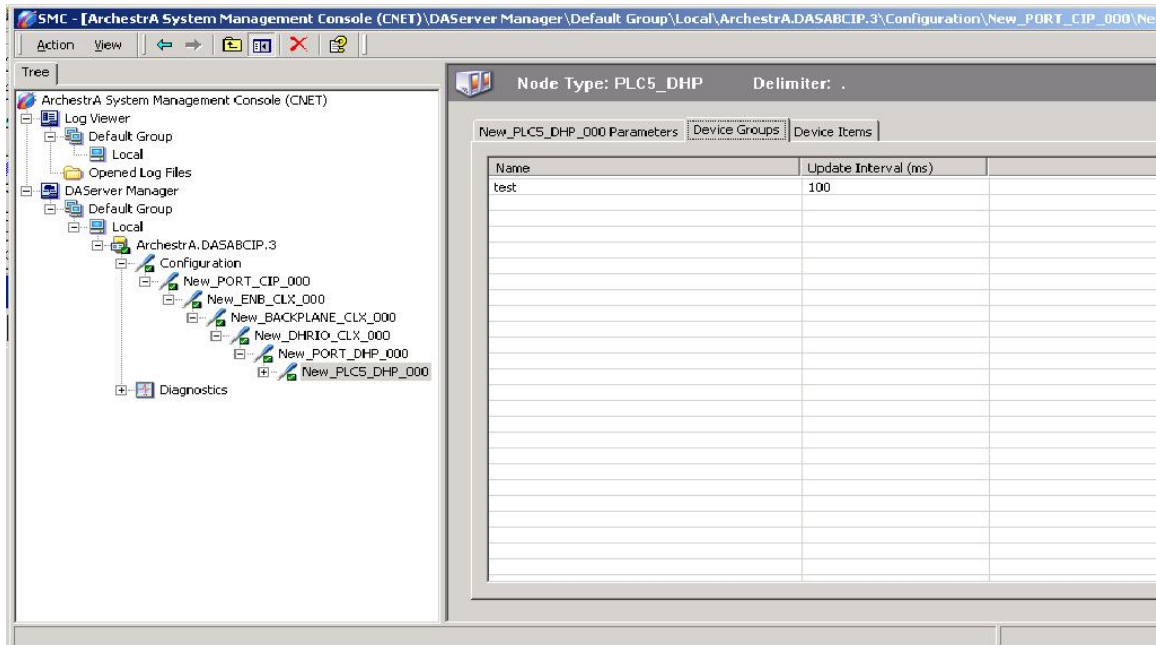 SMC - [ArchestrA System Management Console (CNET)\DAServer Manager\Default Group\Local\ArchestrA.DASABCIP.3\Configuration\New_PORT_CIP_000\Ne
Action View
Tree
ArchestrA System Management Console (CNET)
Log Viewer
Default Group
Local
Opened Log Files
DAServer Manager
Default Group
Local
ArchestrA.DASABCIP.3
Configuration
New_PORT_CIP_000
New_ENB_CLX_000
New_BACKPLANE_CLX_000
New_DHRIO_CLX_000
New_PORT_DHP_000
New_PLC5_DHP_000
Diagnostics
Node Type: PLC5_DHP Delimiter: .
New_PLC5_DHP_000 Parameters Device Groups Device Items
Name Update Interval (ms)
test 100